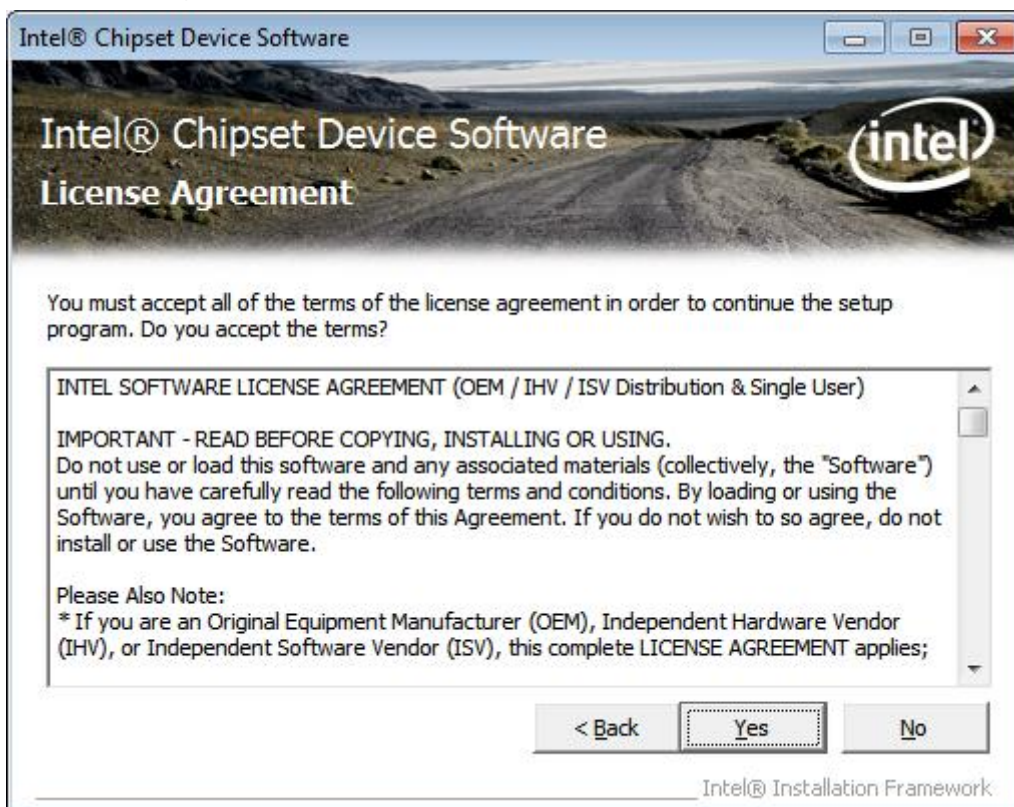 Intel® Chipset Device Software
Intel® Chipset Device Software
intel®
License Agreement
You must accept all of the terms of the license agreement in order to continue the setup
program. Do you accept the terms?
INTEL SOFTWARE LICENSE AGREEMENT (OEM / IHV / ISV Distribution & Single User)
IMPORTANT - READ BEFORE COPYING, INSTALLING OR USING.
Do not use or load this software and any associated materials (collectively, the "Software")
until you have carefully read the following terms and conditions. By loading or using the
Software, you agree to the terms of this Agreement. If you do not wish to so agree, do not
install or use the Software.
Please Also Note:
* If you are an Original Equipment Manufacturer (OEM), Independent Hardware Vendor
(IHV), or Independent Software Vendor (ISV), this complete LICENSE AGREEMENT applies;
< Back
Yes
No
Intel® Installation Framework